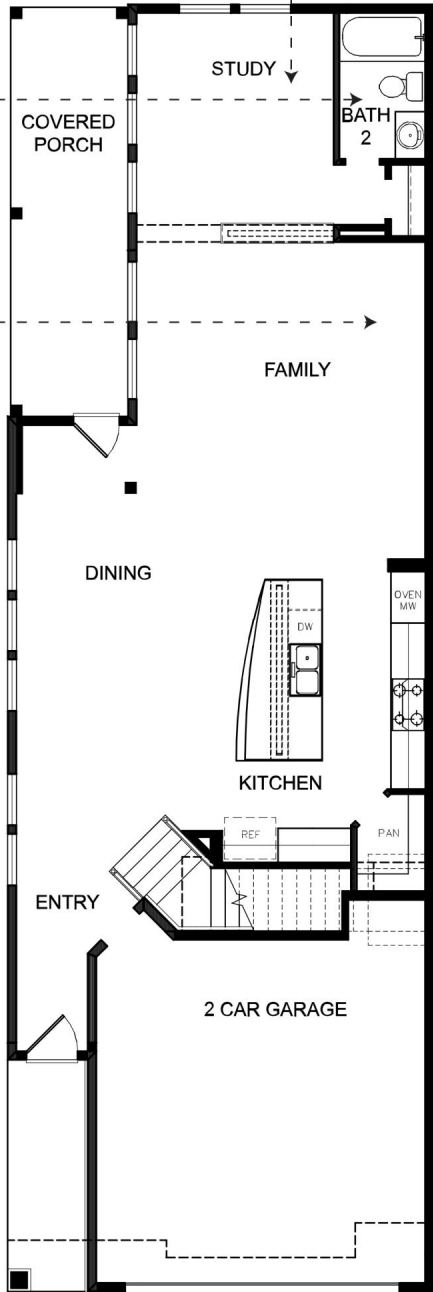 STUDY
COVERED
PORCH
BATH
2
FAMILY
DINING
OVEN
MW
DW
KITCHEN
REF
PAN
ENTRY
2 CAR GARAGE